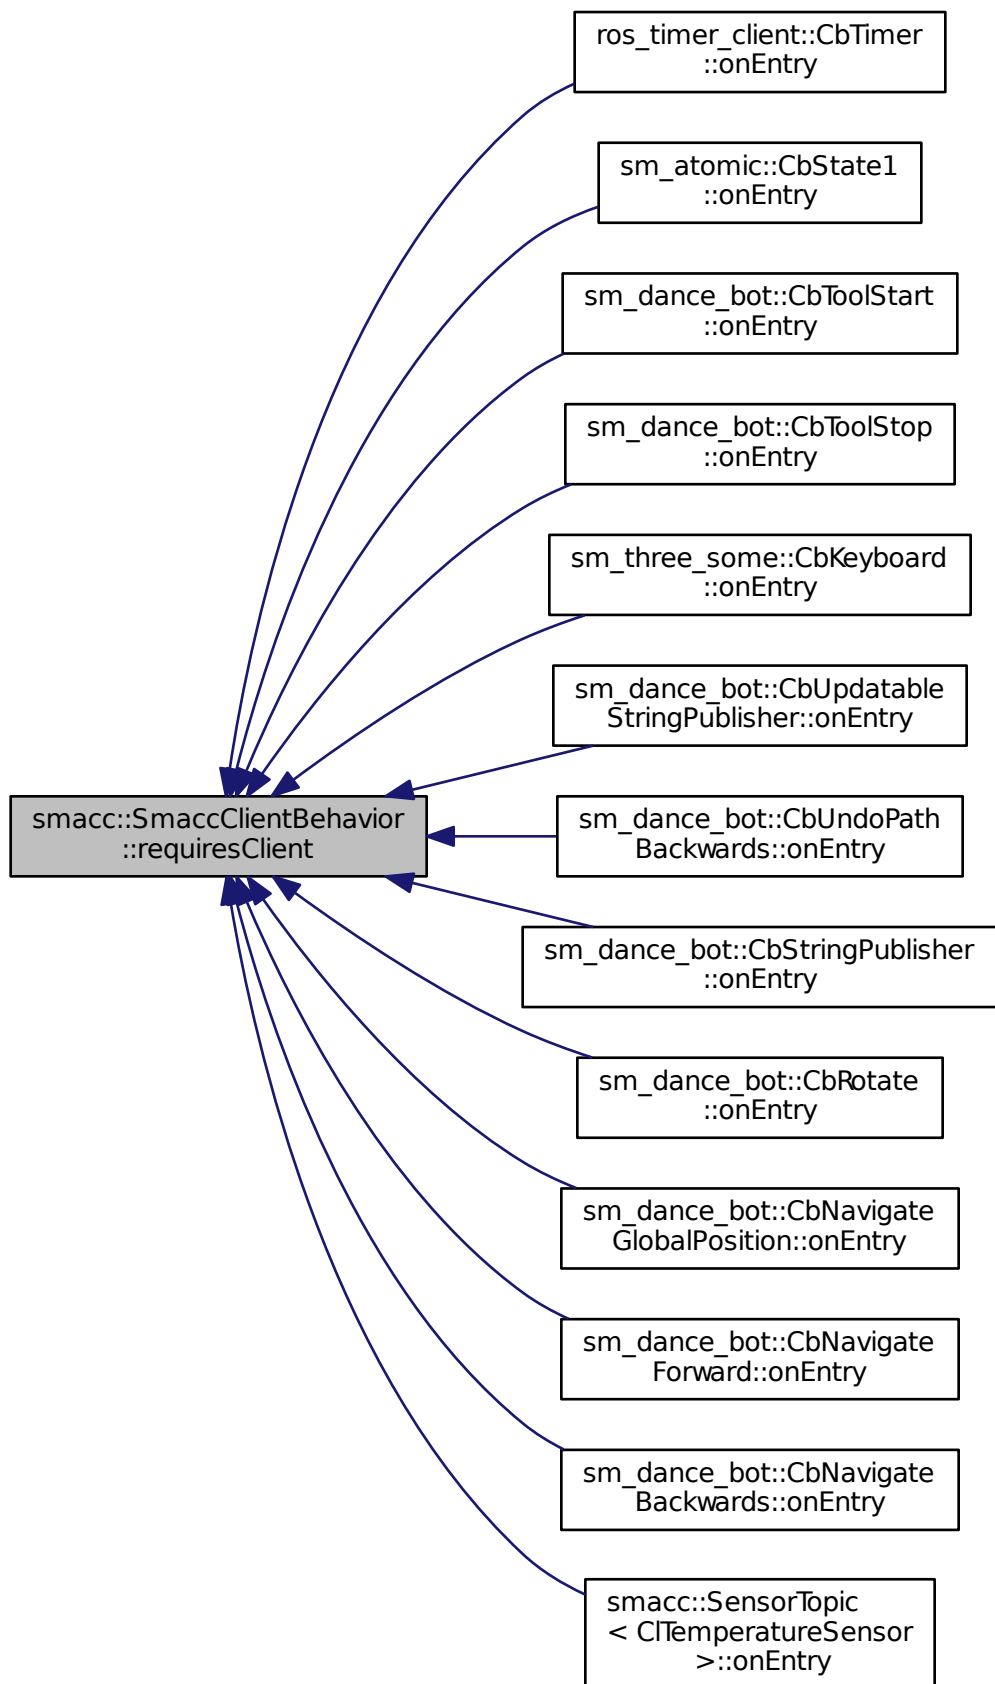 ros_timer_client::CbTimer
::onEntry
sm_atomic::CbState1
::onEntry
sm_dance_bot::CbToolStart
::onEntry
sm_dance_bot::CbToolStop
::onEntry
sm_three_some::CbKeyboard
::onEntry
sm_dance_bot::CbUpdatable
StringPublisher::onEntry
smacc::SmaccClientBehavior
::requiresClient
sm_dance_bot::CbUndoPath
Backwards::onEntry
sm_dance_bot::CbStringPublisher
::onEntry
sm_dance_bot::CbRotate
::onEntry
sm_dance_bot::CbNavigate
GlobalPosition::onEntry
sm_dance_bot::CbNavigate
Forward::onEntry
sm_dance_bot::CbNavigate
Backwards::onEntry
smacc::SensorTopic
< ClTemperatureSensor
>::onEntry